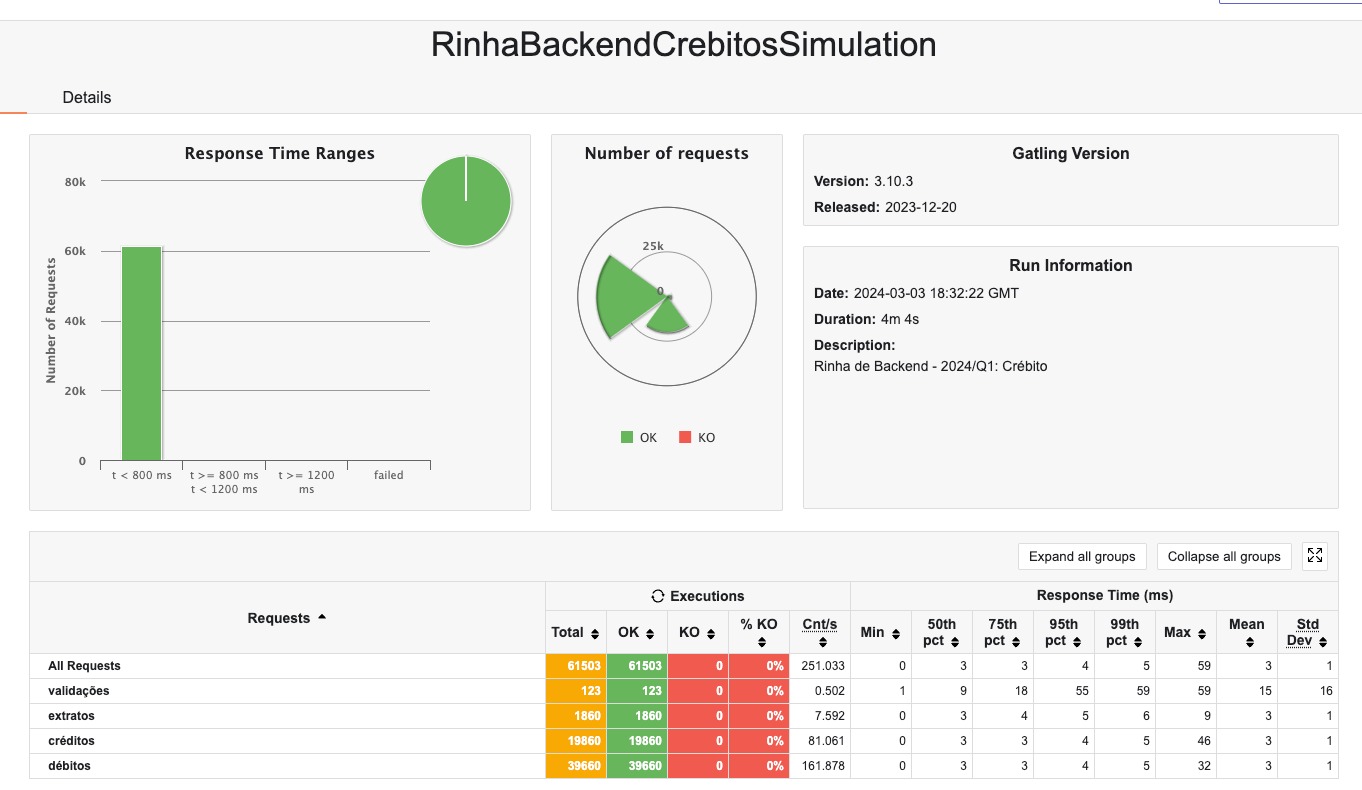 RinhaBackendCrebitosSimulation
Details
Response Time Ranges
80k
60k
40k
20k
0
Number of Requests
t < 800 ms
t >= 800 ms
t < 1200 ms
t >= 1200
ms
failed
Number of requests
25k
0
OK
KO
Gatling Version
Version: 3.10.3
Released: 2023-12-20
Run Information
Date: 2024-03-03 18:32:22 GMT
Duration: 4m 4s
Description:
Rinha de Backend - 2024/Q1: Crébito
Expand all groups
Collapse all groups
Requests
Executions
Response Time (ms)
Total
OK
KO
% KO
Cnt/s
Min
50th pct
75th pct
95th pct
99th pct
Max
Mean
Std Dev
All Requests 61503 61503 0 0% 251.033 0 3 3 4 5 59 3 1
validações 123 123 0 0% 0.502 1 9 18 55 59 59 15 16
extratos 1860 1860 0 0% 7.592 0 3 4 5 6 9 3 1
créditos 19860 19860 0 0% 81.061 0 3 3 4 5 46 3 1
débitos 39660 39660 0 0% 161.878 0 3 3 4 5 32 3 1